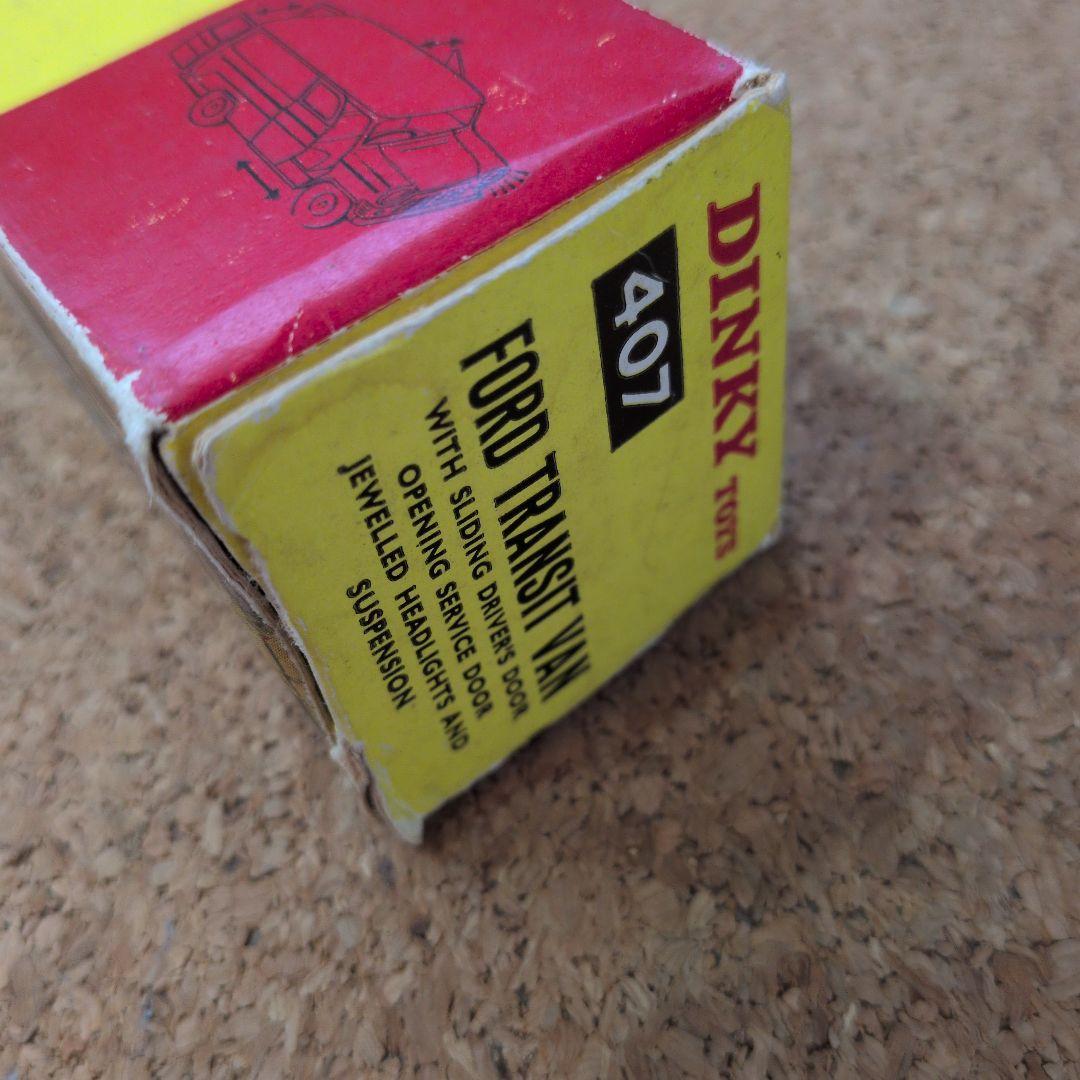 DINKY TOYS
407
FORD TRANSIT VAN
WITH SLIDING DRIVER'S DOOR
OPENING SERVICE DOOR
JEWELLED HEADLIGHTS AND
SUSPENSION